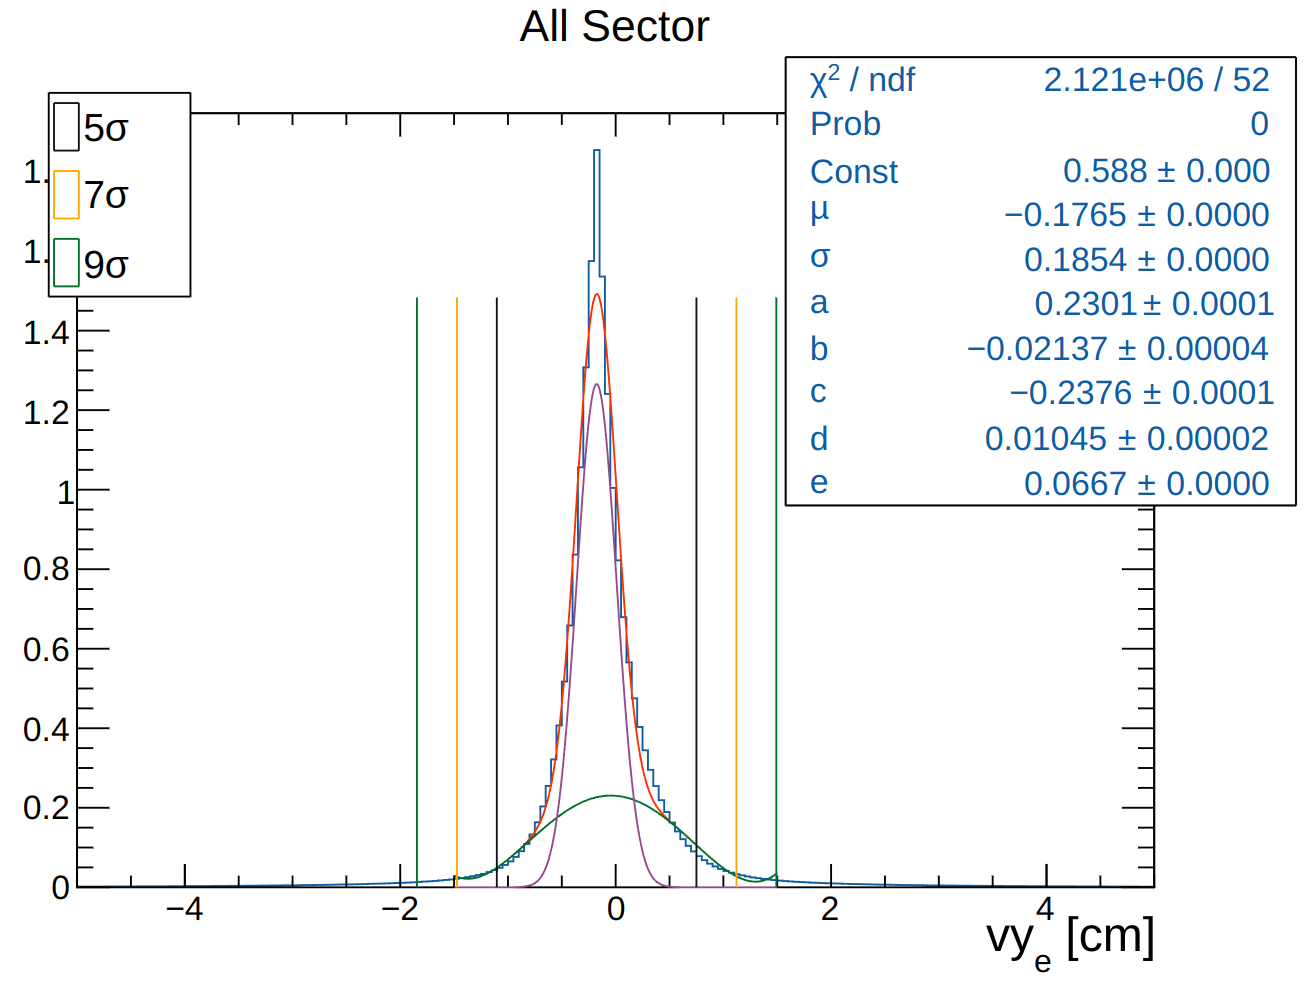 All Sector
χ2 / ndf 2.121e+06 / 52
Prob 0
Const 0.588 ± 0.000
μ −0.1765 ± 0.0000
σ 0.1854 ± 0.0000
a 0.2301 ± 0.0001
b −0.02137 ± 0.00004
c −0.2376 ± 0.0001
d 0.01045 ± 0.00002
e 0.0667 ± 0.0000
5σ
7σ
9σ
1.
1.
1.4
1.2
1
0.8
0.6
0.4
0.2
0
−4 −2 0 2 4
vye [cm]